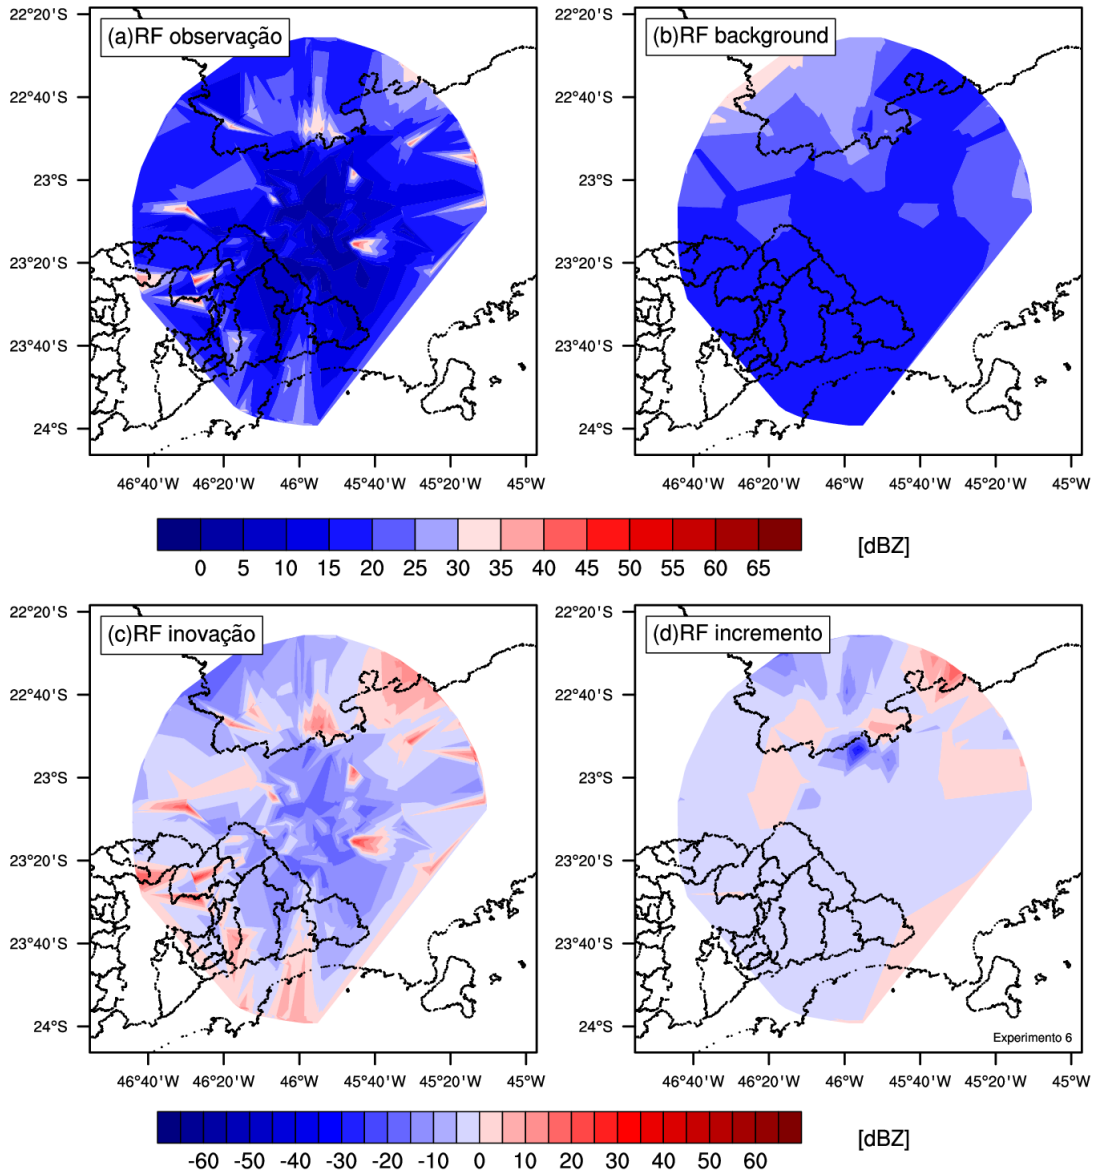 (a)RF observação
(b)RF background
22°20'S
22°40'S
23°S
23°20'S
23°40'S
24°S
22°20'S
22°40'S
23°S
23°20'S
23°40'S
24°S
46°40'W 46°20'W 46°W 45°40'W 45°20'W 45°W
46°40'W 46°20'W 46°W 45°40'W 45°20'W 45°W
0 5 10 15 20 25 30 35 40 45 50 55 60 65
[dBZ]
(c)RF inovação
(d)RF incremento
22°20'S
22°40'S
23°S
23°20'S
23°40'S
24°S
22°20'S
22°40'S
23°S
23°20'S
23°40'S
24°S
Experimento 6
46°40'W 46°20'W 46°W 45°40'W 45°20'W 45°W
46°40'W 46°20'W 46°W 45°40'W 45°20'W 45°W
-60 -50 -40 -30 -20 -10 0 10 20 30 40 50 60
[dBZ]